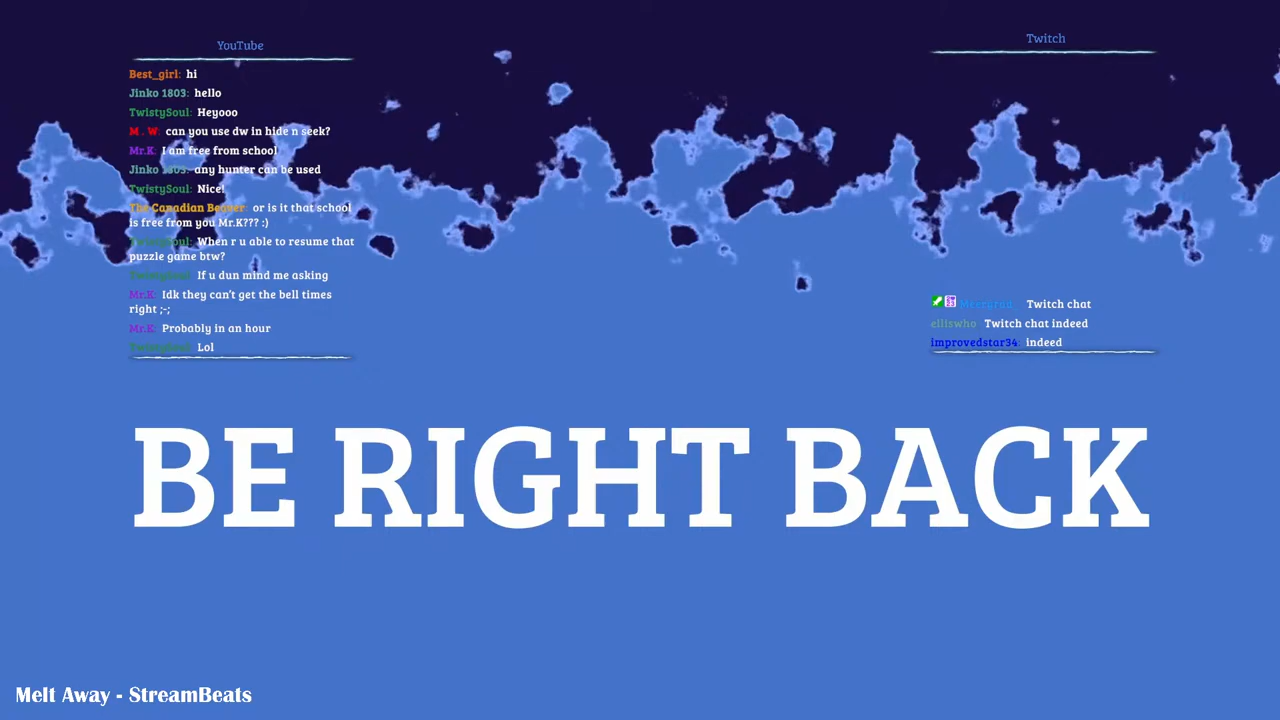 YouTube
Best_girl: hi
Jinko 1803: hello
TwistySoul: Heyooo
M . W: can you use dw in hide n seek?
Mr.K: I am free from school
Jinko 1803: any hunter can be used
TwistySoul: Nice!
The Canadian Beaver: or is it that school
is free from you Mr.K??? :)
TwistySoul: When r u able to resume that
puzzle game btw?
TwistySoul: If u dun mind me asking
Mr.K: Idk they can't get the bell times
right ;-;
Mr.K: Probably in an hour
TwistySoul: Lol
Twitch
Twitch chat
elliswho: Twitch chat indeed
improvedstar34: indeed
BE RIGHT BACK
Melt Away - StreamBeats